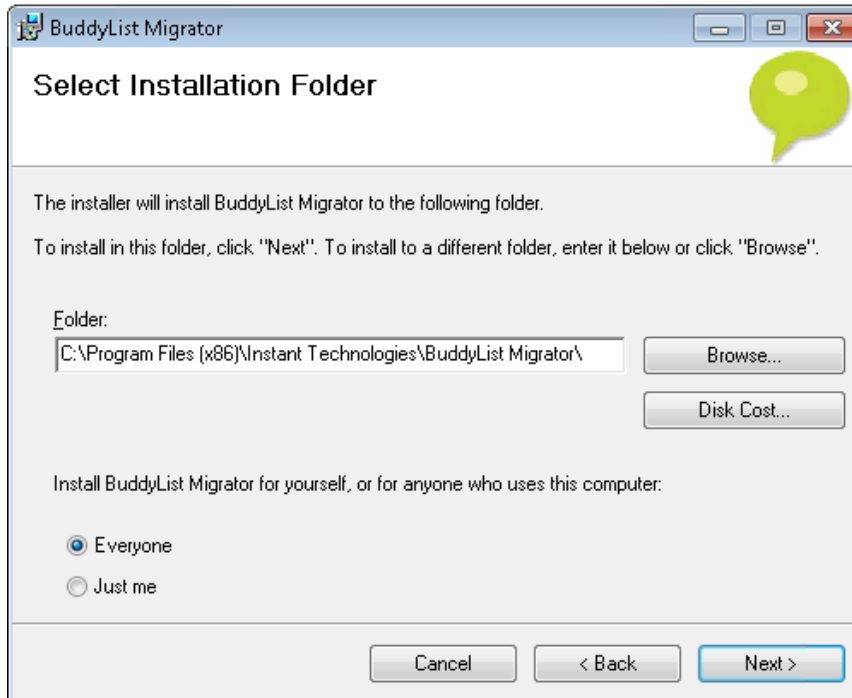 BuddyList Migrator
Select Installation Folder
The installer will install BuddyList Migrator to the following folder.
To install in this folder, click "Next". To install to a different folder, enter it below or click "Browse".
Folder:
C:\Program Files (x86)\Instant Technologies\BuddyList Migrator\
Browse...
Disk Cost...
Install BuddyList Migrator for yourself, or for anyone who uses this computer:
Everyone
Just me
Cancel
< Back
Next >